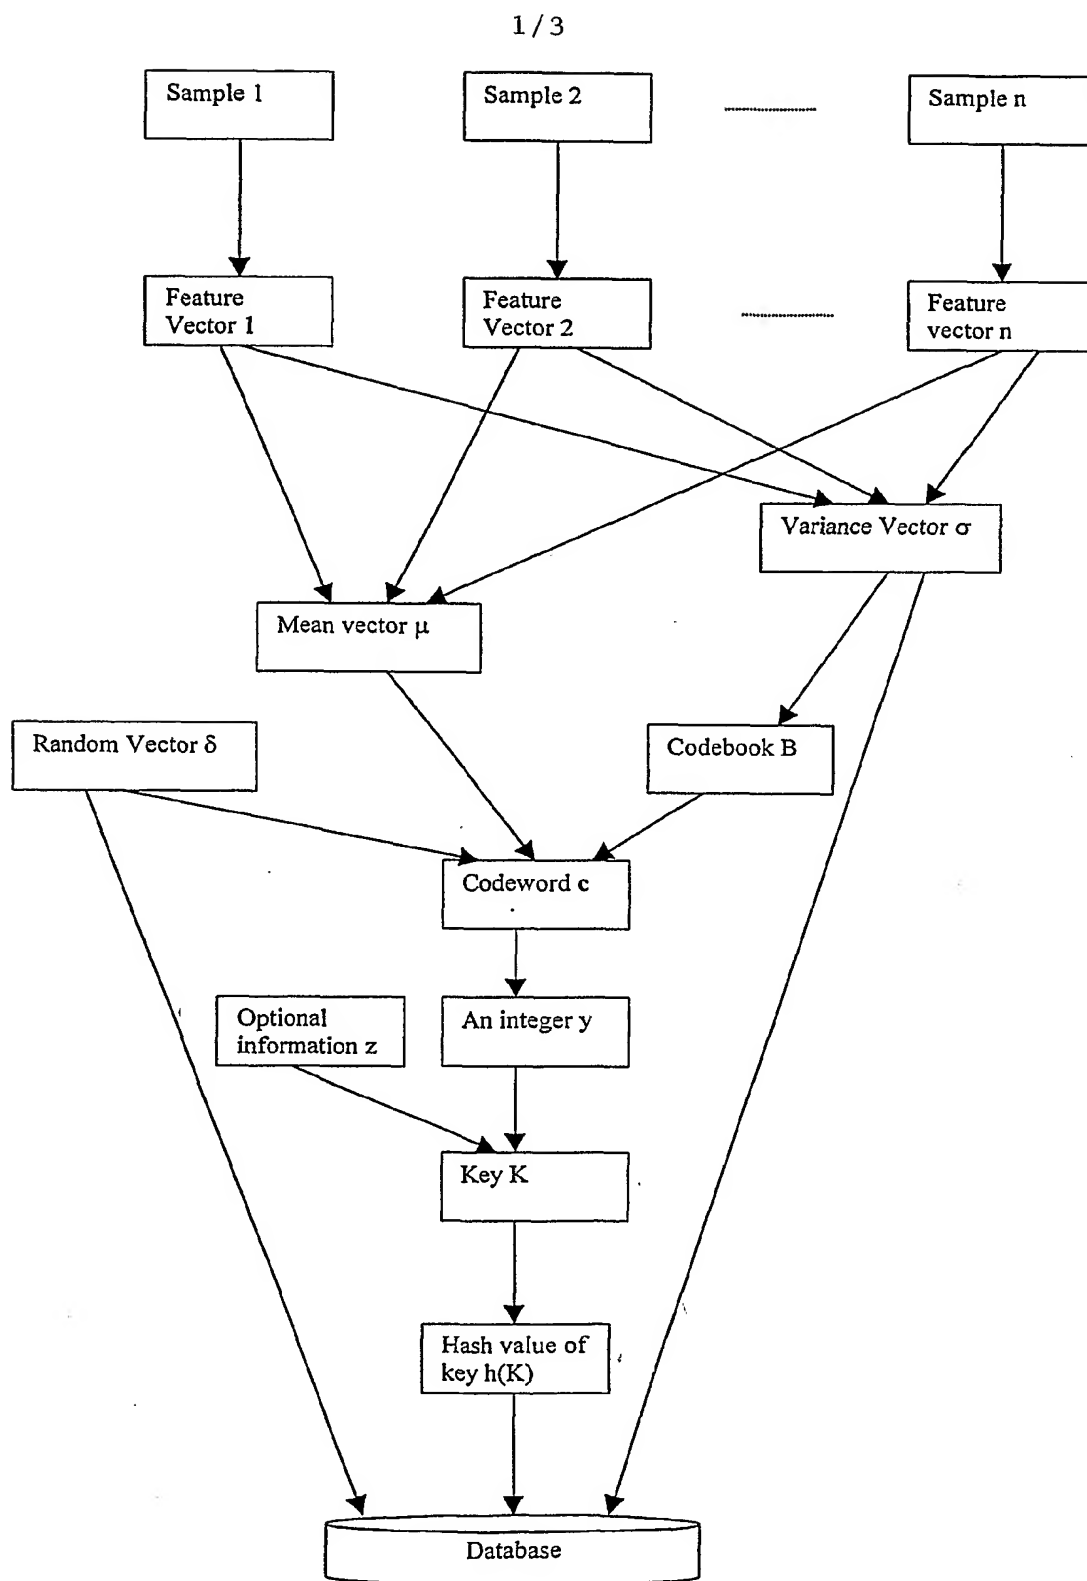 1/3
Sample 1
Sample 2
Sample n
Feature
Vector 1
Feature
Vector 2
Feature
vector n
Variance Vector σ
Mean vector μ
Random Vector δ
Codebook B
Codeword c
Optional
information z
An integer y
Key K
Hash value of
key h(K)
Database